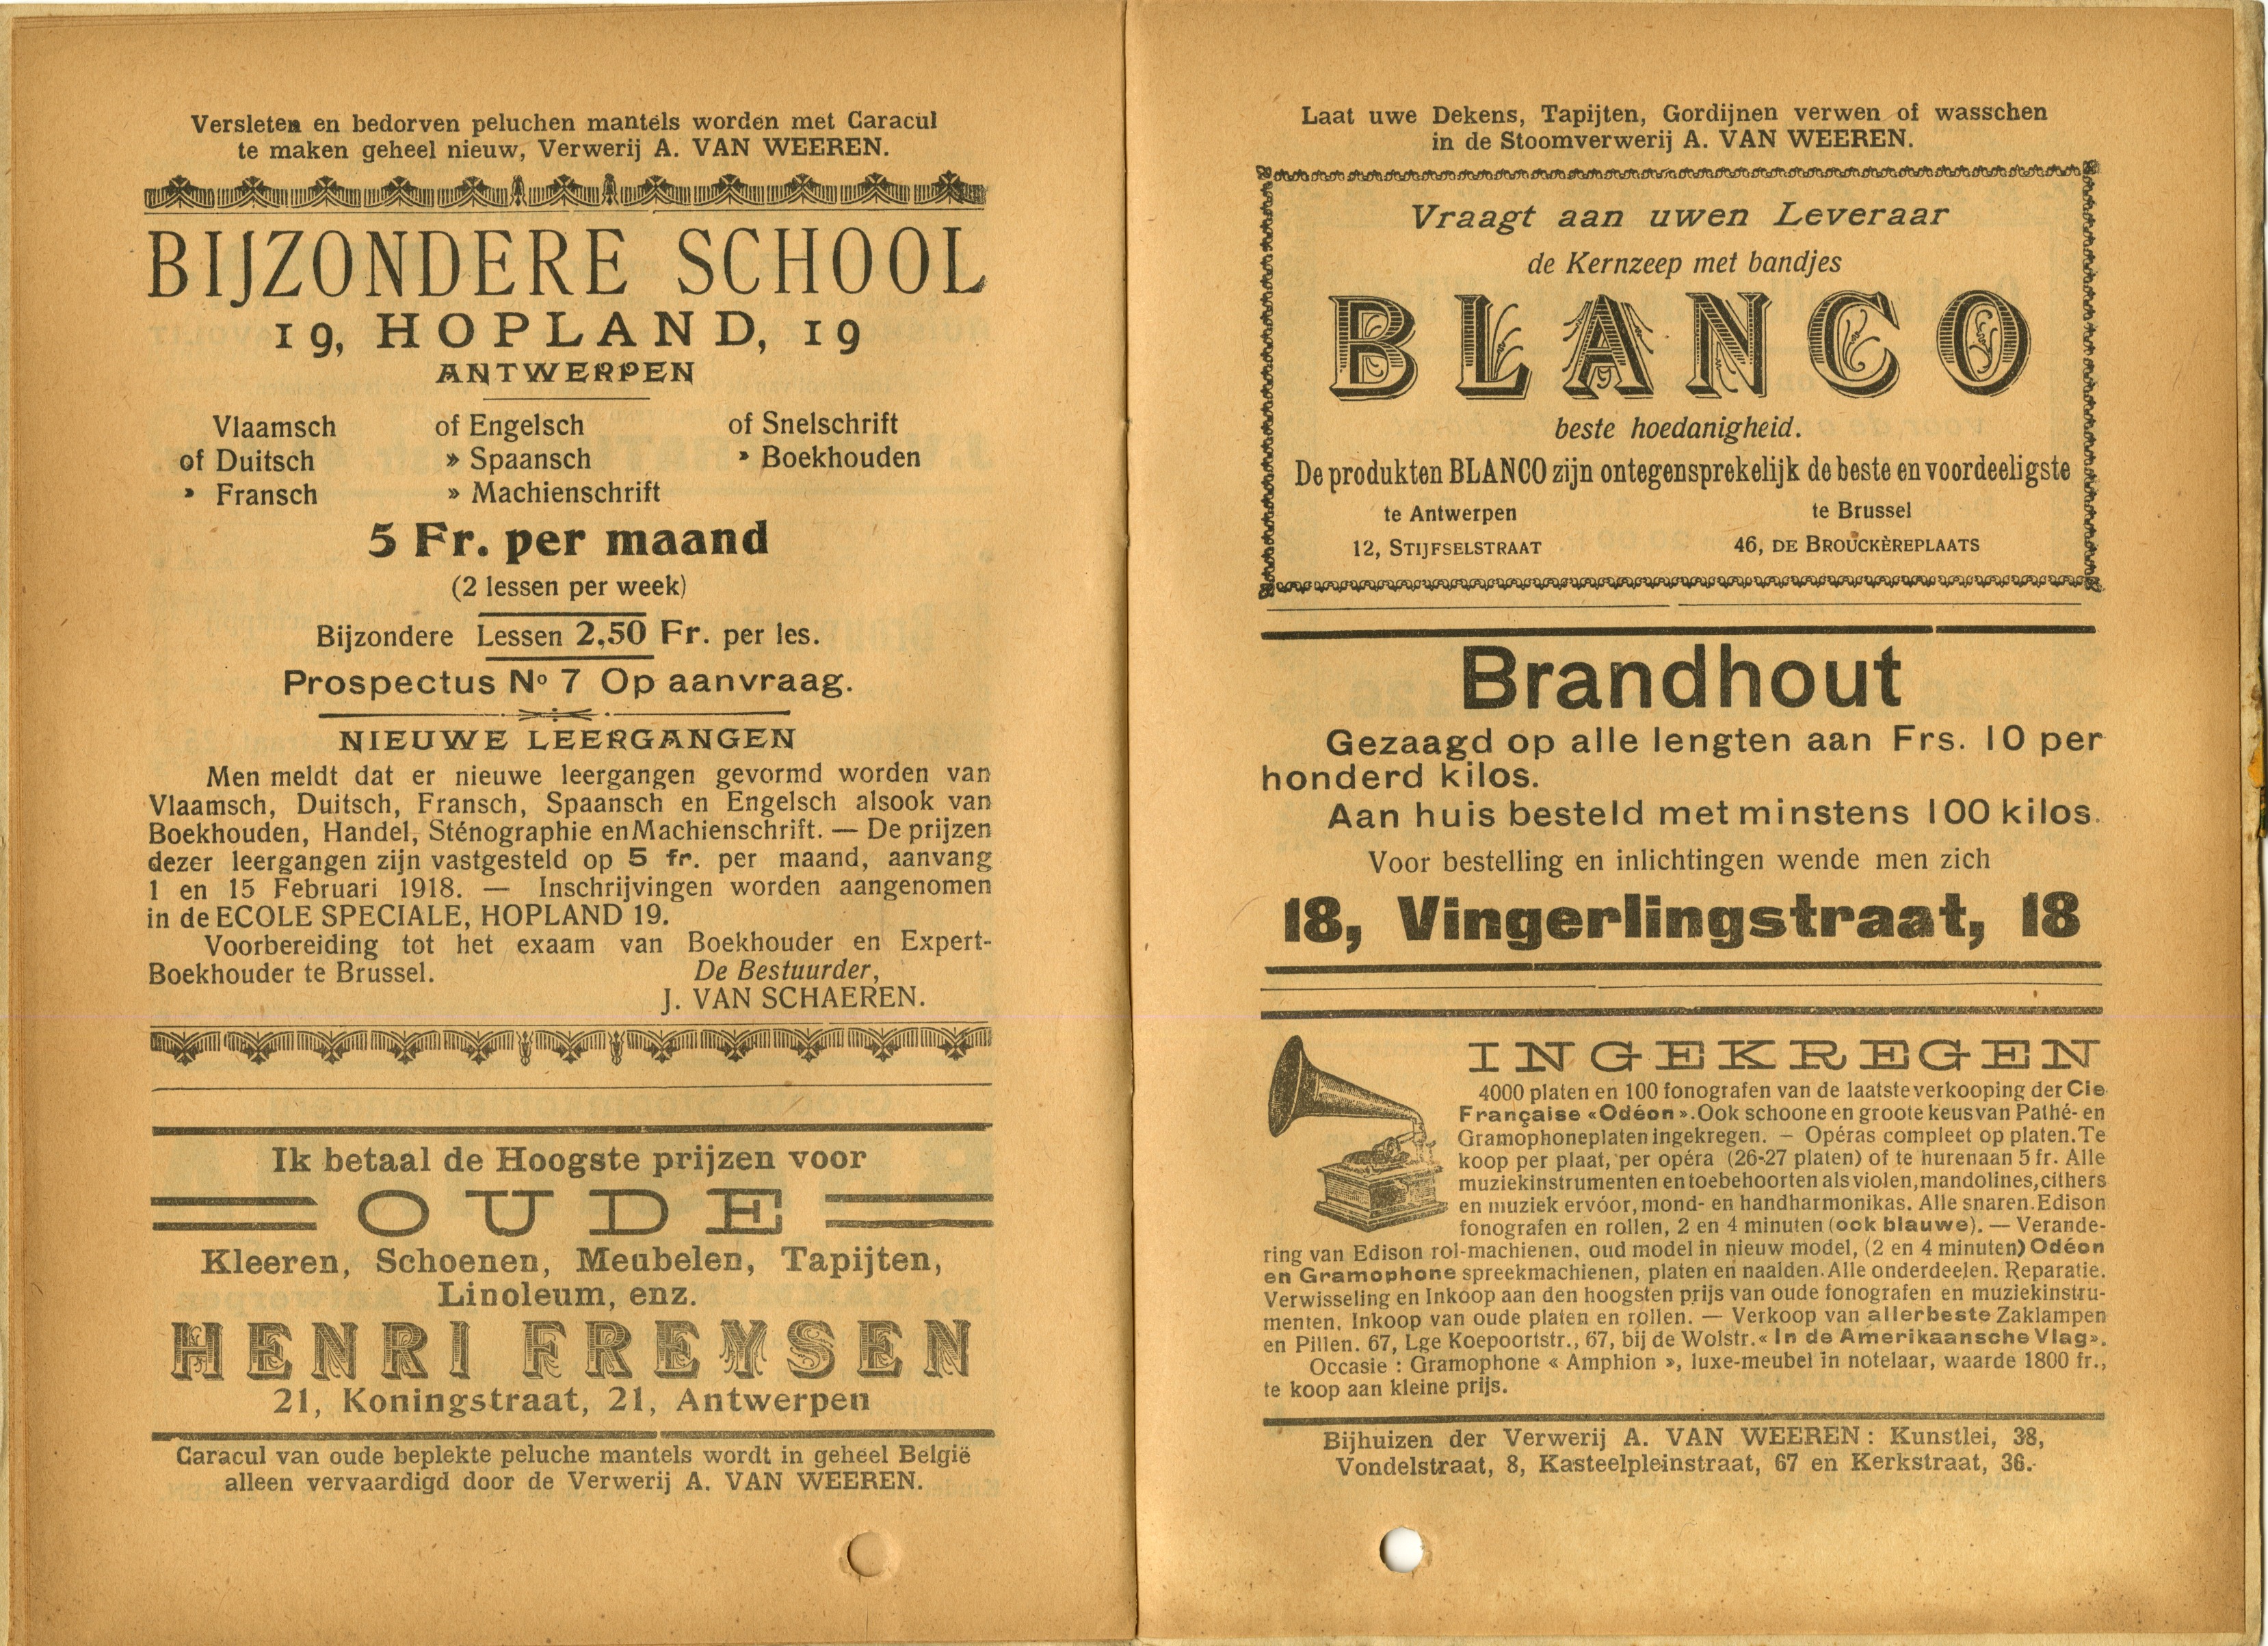 Versleten en bedorven peluchen mantels worden met Caracul
te maken geheel nieuw, Verwerij A. VAN WEEREN.
BIJZONDERE SCHOOL
19, HOPLAND, 19
ANTWERPEN
Vlaamsch of Engelsch of Snelschrift
of Duitsch » Spaansch » Boekhouden
» Fransch » Machienschrift
5 Fr. per maand
(2 lessen per week)
Bijzondere Lessen 2,50 Fr. per les.
Prospectus No 7 Op aanvraag.
NIEUWE LEERGANGEN
Men meldt dat er nieuwe leergangen gevormd worden van
Vlaamsch, Duitsch, Fransch, Spaansch en Engelsch alsook van
Boekhouden, Handel, Sténographie en Machienschrift. — De prijzen
dezer leergangen zijn vastgesteld op 5 fr. per maand, aanvang
1 en 15 Februari 1918. — Inschrijvingen worden aangenomen
in de ECOLE SPECIALE, HOPLAND 19.
Voorbereiding tot het exaam van Boekhouder en Expert-
Boekhouder te Brussel. De Bestuurder,
J. VAN SCHAEREN.
Ik betaal de Hoogste prijzen voor
OUDE
Kleeren, Schoenen, Meubelen, Tapijten,
Linoleum, enz.
HENRI FREYSEN
21, Koningstraat, 21, Antwerpen
Caracul van oude beplekte peluche mantels wordt in geheel België
alleen vervaardigd door de Verwerij A. VAN WEEREN.
Laat uwe Dekens, Tapijten, Gordijnen verwen of wasschen
in de Stoomverwerij A. VAN WEEREN.
Vraagt aan uwen Leveraar
de Kernzeep met bandjes
BLANCO
beste hoedanigheid.
De produkten BLANCO zijn ontegensprekelijk de beste en voordeeligste
te Antwerpen te Brussel
12, STIJFSELSTRAAT 46, DE BROUCKÈREPLAATS
Brandhout
Gezaagd op alle lengten aan Frs. 10 per
honderd kilos.
Aan huis besteld met minstens 100 kilos.
Voor bestelling en inlichtingen wende men zich
18, Vingerlingstraat, 18
INGEKREGEN
4000 platen en 100 fonografen van de laatste verkooping der Cie
Française «Odéon». Ook schoone en groote keus van Pathé- en
Gramophoneplaten ingekregen. — Opéras compleet op platen. Te
koop per plaat, per opéra (26-27 platen) of te huren aan 5 fr. Alle
muziekinstrumenten en toebehoorten als violen, mandolines, cithers
en muziek ervóor, mond- en handharmonikas. Alle snaren. Edison
fonografen en rollen, 2 en 4 minuten (ock blauwe). — Verande-
ring van Edison rol-machienen, oud model in nieuw model, (2 en 4 minuten) Odéon
en Gramophone spreekmachienen, platen en naalden. Alle onderdeelen. Reparatie.
Verwisseling en Inkoop aan den hoogsten prijs van oude fonografen en muziekinstru-
menten. Inkoop van oude platen en rollen. — Verkoop van allerbeste Zaklampen
en Pillen. 67, Lge Koepoortstr., 67, bij de Wolstr. « In de Amerikaansche Vlag».
Occasie : Gramophone « Amphion », luxe-meubel in notelaar, waarde 1800 fr.,
te koop aan kleine prijs.
Bijhuizen der Verwerij A. VAN WEEREN : Kunstlei, 38,
Vondelstraat, 8, Kasteelpleinstraat, 67 en Kerkstraat, 36.